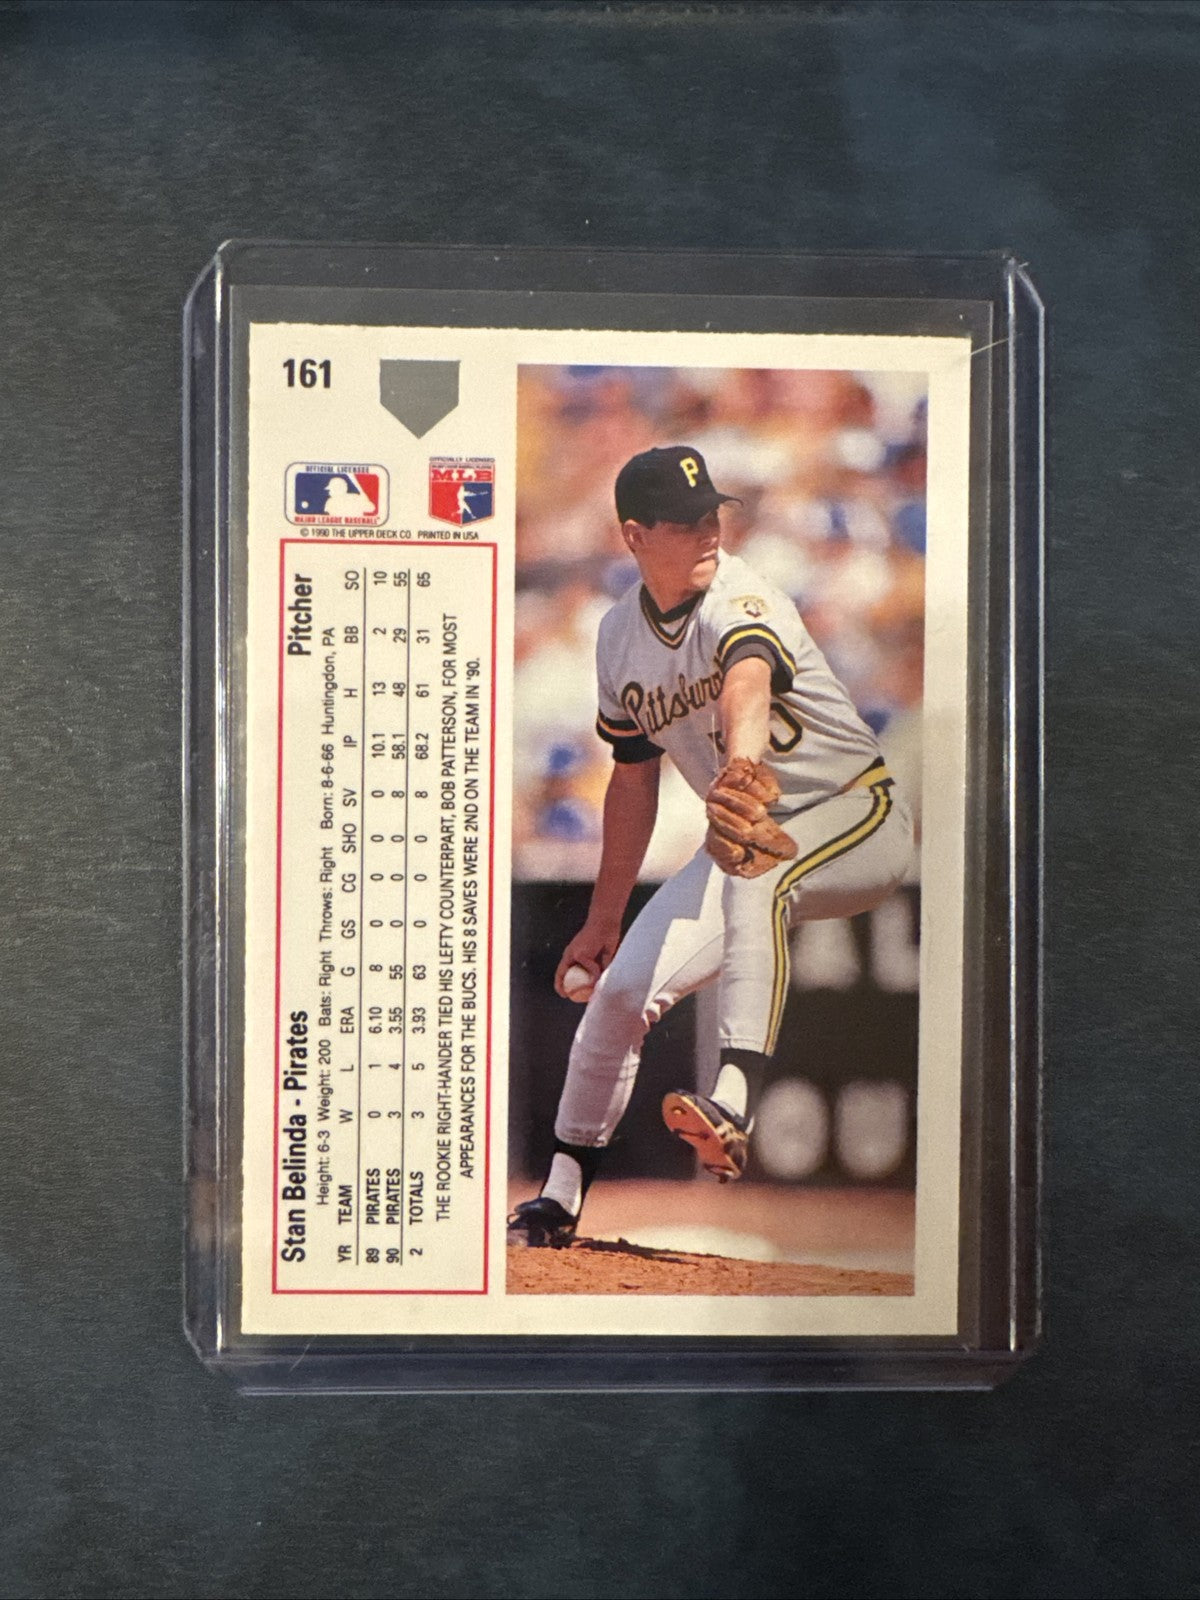 161
OFFICIAL LICENSEE
MAJOR LEAGUE BASEBALL
OFFICIALLY LICENSED
MLB
© 1990 THE UPPER DECK CO. PRINTED IN USA
Stan Belinda - Pirates Pitcher
Height: 6-3 Weight: 200 Bats: Right Throws: Right Born: 8-6-66 Huntingdon, PA
YR TEAM W L ERA G GS CG SHO SV IP H BB SO
89 PIRATES 0 1 6.10 8 0 0 0 0 10.1 13 2 10
90 PIRATES 3 4 3.55 55 0 0 0 8 58.1 48 29 55
2 TOTALS 3 5 3.93 63 0 0 0 8 68.2 61 31 65
THE ROOKIE RIGHT-HANDER TIED HIS LEFTY COUNTERPART, BOB PATTERSON, FOR MOST
APPEARANCES FOR THE BUCS. HIS 8 SAVES WERE 2ND ON THE TEAM IN '90.
P
Pittsburg